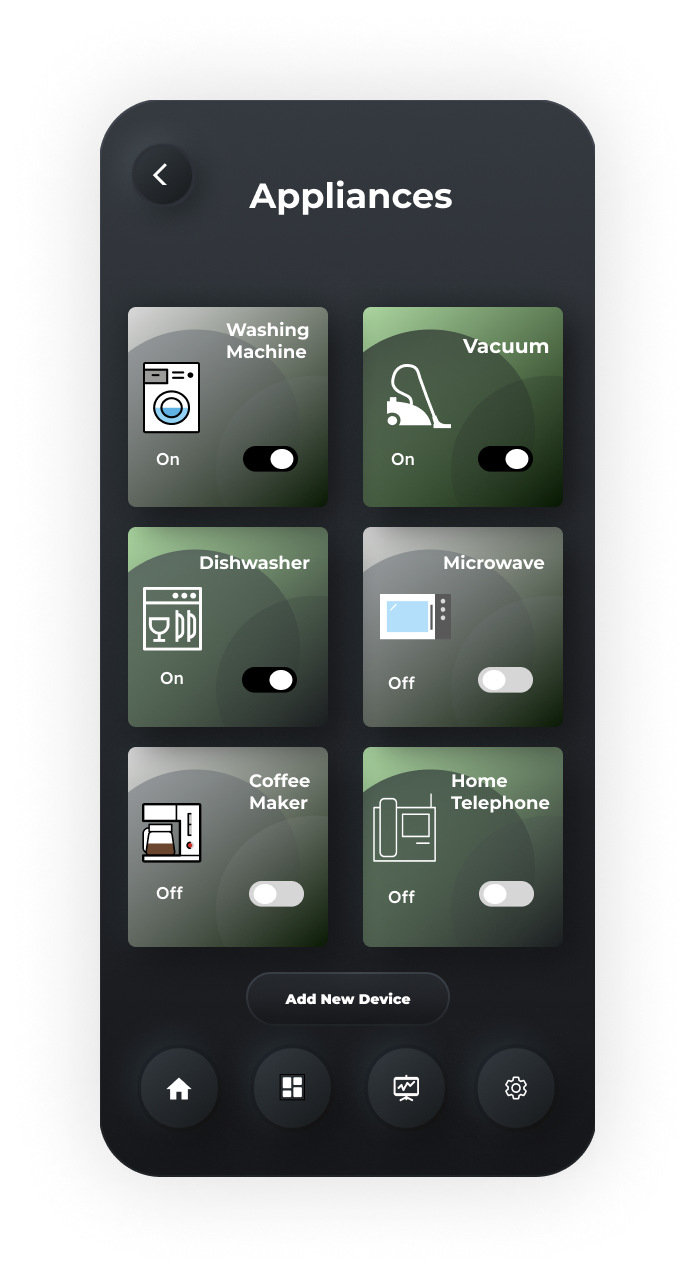 Appliances
Washing
Machine
On
Vacuum
On
Dishwasher
On
Microwave
Off
Coffee
Maker
Off
Home
Telephone
Off
Add New Device